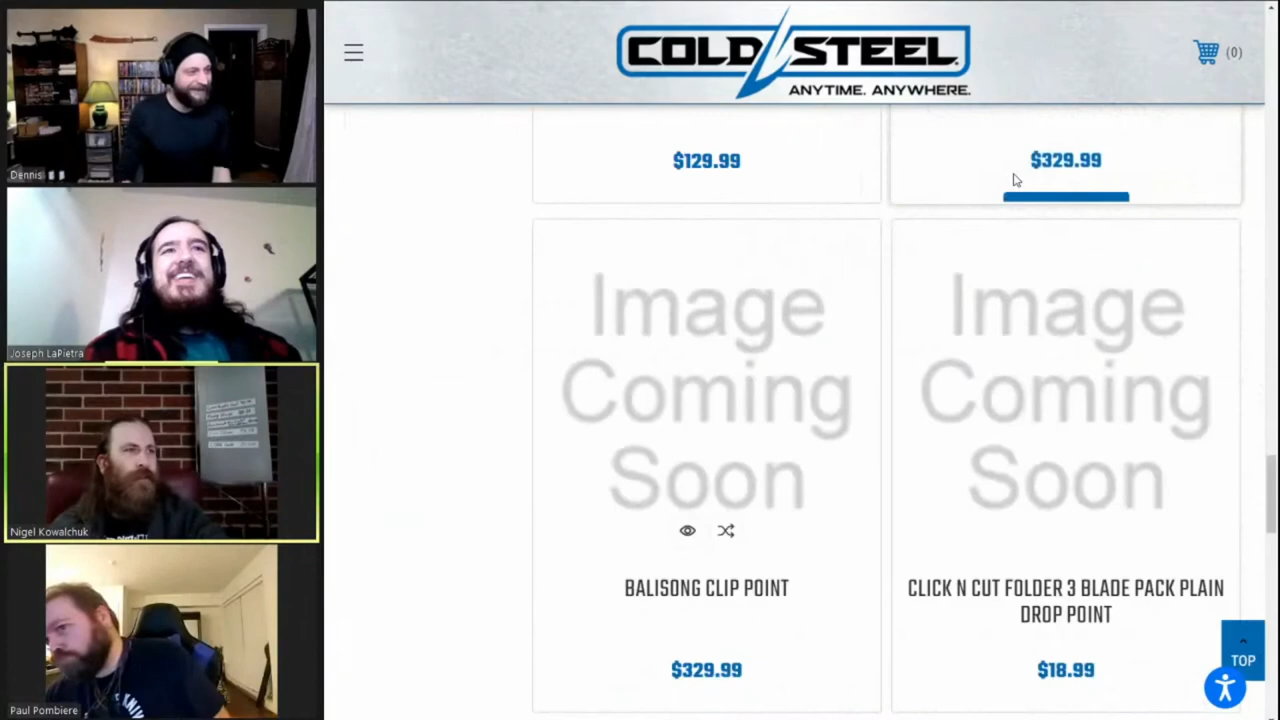 COLD STEEL
ANYTIME. ANYWHERE.
(0)
$129.99
$329.99
Image
Coming
Soon
Image
Coming
Soon
BALISONG CLIP POINT
CLICK N CUT FOLDER 3 BLADE PACK PLAIN
DROP POINT
$329.99
$18.99
TOP
Dennis
Joseph LaPietra
Nigel Kowalchuk
Paul Pombiere